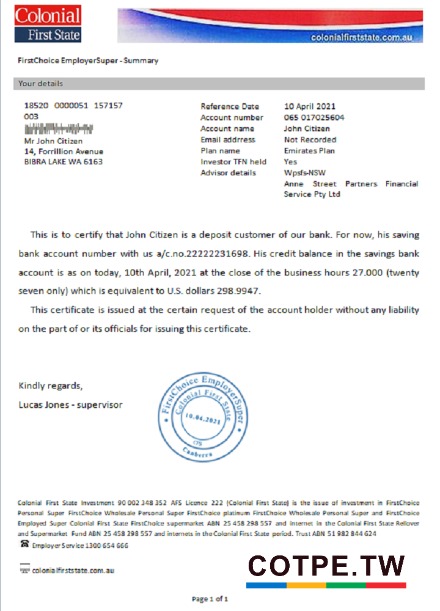 Colonial
First State
colonialfirststate.com.au
FirstChoice EmployerSuper - Summary
Your details
18520 0000051 157157
003
Mr John Citizen
14, Forrillion Avenue
BIBRA LAKE WA 6163
Reference Date 10 April 2021
Account number 065 017025604
Account name John Citizen
Email addrress Not Recorded
Plan name Emirates Plan
Investor TFN held Yes
Advisor details Wpsfs-NSW
Anne Street Partners Financial
Service Pty Ltd
This is to certify that John Citizen is a deposit customer of our bank. For now, his saving
bank account number with us a/c.no.22222231698. His credit balance in the savings bank
account is as on today, 10th April, 2021 at the close of the business hours 27.000 (twenty
seven only) which is equivalent to U.S. dollars 298.9947.
This certificate is issued at the certain request of the account holder without any liability
on the part of or its officials for issuing this certificate.
Kindly regards,
Lucas Jones - supervisor
FirstChoice EmployerSuper
Colonial First State
10.04.2021
Canberra
Colonial First State Investment 90 002 348 352 AFS Licence 222 (Colonial First State) is the issue of investment in FirstChoice
Personal Super FirstChoice Wholesale Personal Super FirstChoice platinum FirstChoice Wholesale Personal Super and FirstChoice
Employed Super Colonial First State FirstChoice supermarket ABN 25 458 298 557 and internet in the Colonial First State Rollover
and Supermarket Fund ABN 25 458 298 557 and internets in the Colonial First State period. Trust ABN 51 982 844 624
Employer Service 1300 654 666
colonialfirststate.com.au
COTPE.TW
Page 1 of 1